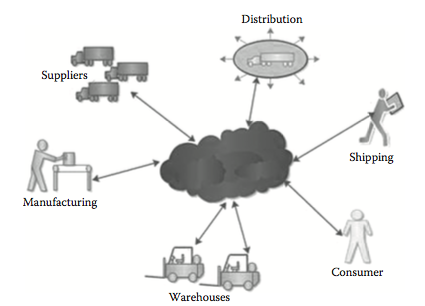 Distribution
Suppliers
Shipping
Manufacturing
Consumer
Warehouses